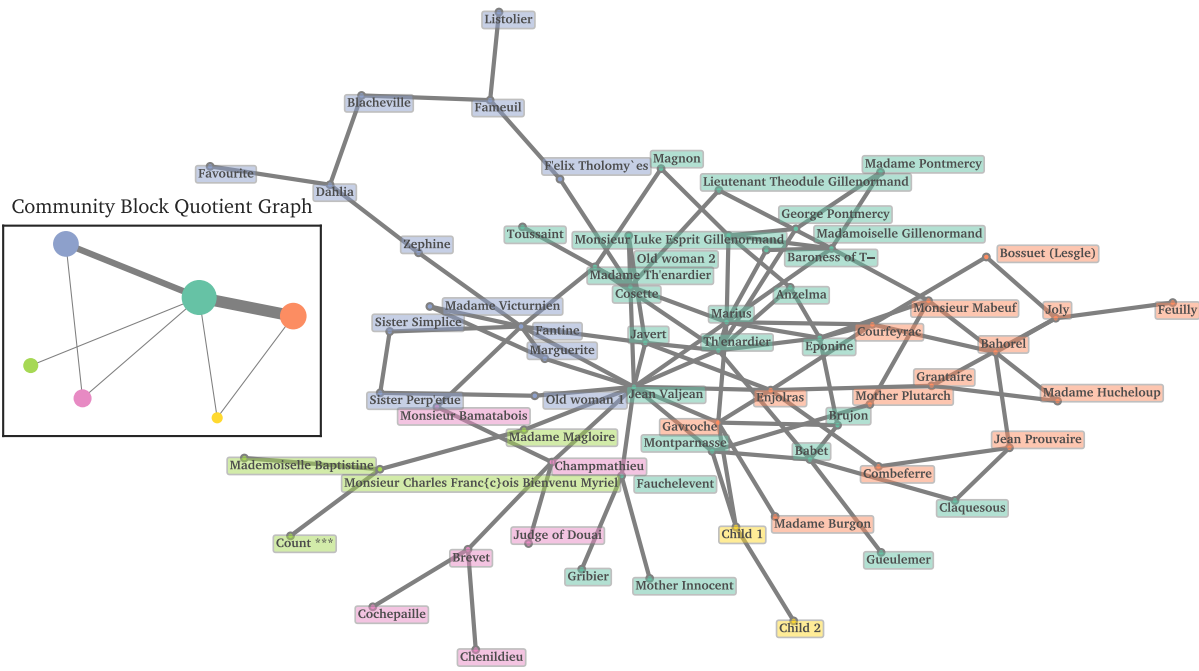 Listolier
Blacheville
Fameuil
F'elix Tholomy`es
Magnon
Madame Pontmercy
Favourite
Dahlia
Lieutenant Theodule Gillenormand
Community Block Quotient Graph
George Pontmercy
Toussaint
Monsieur Luke Esprit Gillenormand
Madamoiselle Gillenormand
Zephine
Old woman 2
Baroness of T−
Bossuet (Lesgle)
Madame Th'enardier
Cosette
Anzelma
Madame Victurnien
Monsieur Mabeuf
Joly
Feuilly
Marius
Sister Simplice
Fantine
Javert
Courfeyrac
Th'enardier
Eponine
Bahorel
Marguerite
Grantaire
Sister Perp'etue
Old woman 1
Jean Valjean
Enjolras
Mother Plutarch
Madame Hucheloup
Monsieur Bamatabois
Brujon
Gavroche
Madame Magloire
Montparnasse
Jean Prouvaire
Babet
Mademoiselle Baptistine
Champmathieu
Combeferre
Monsieur Charles Franc{c}ois Bienvenu Myriel
Fauchelevent
Claquesous
Madame Burgon
Judge of Douai
Child 1
Count ***
Brevet
Gueulemer
Gribier
Mother Innocent
Cochepaille
Child 2
Chenildieu